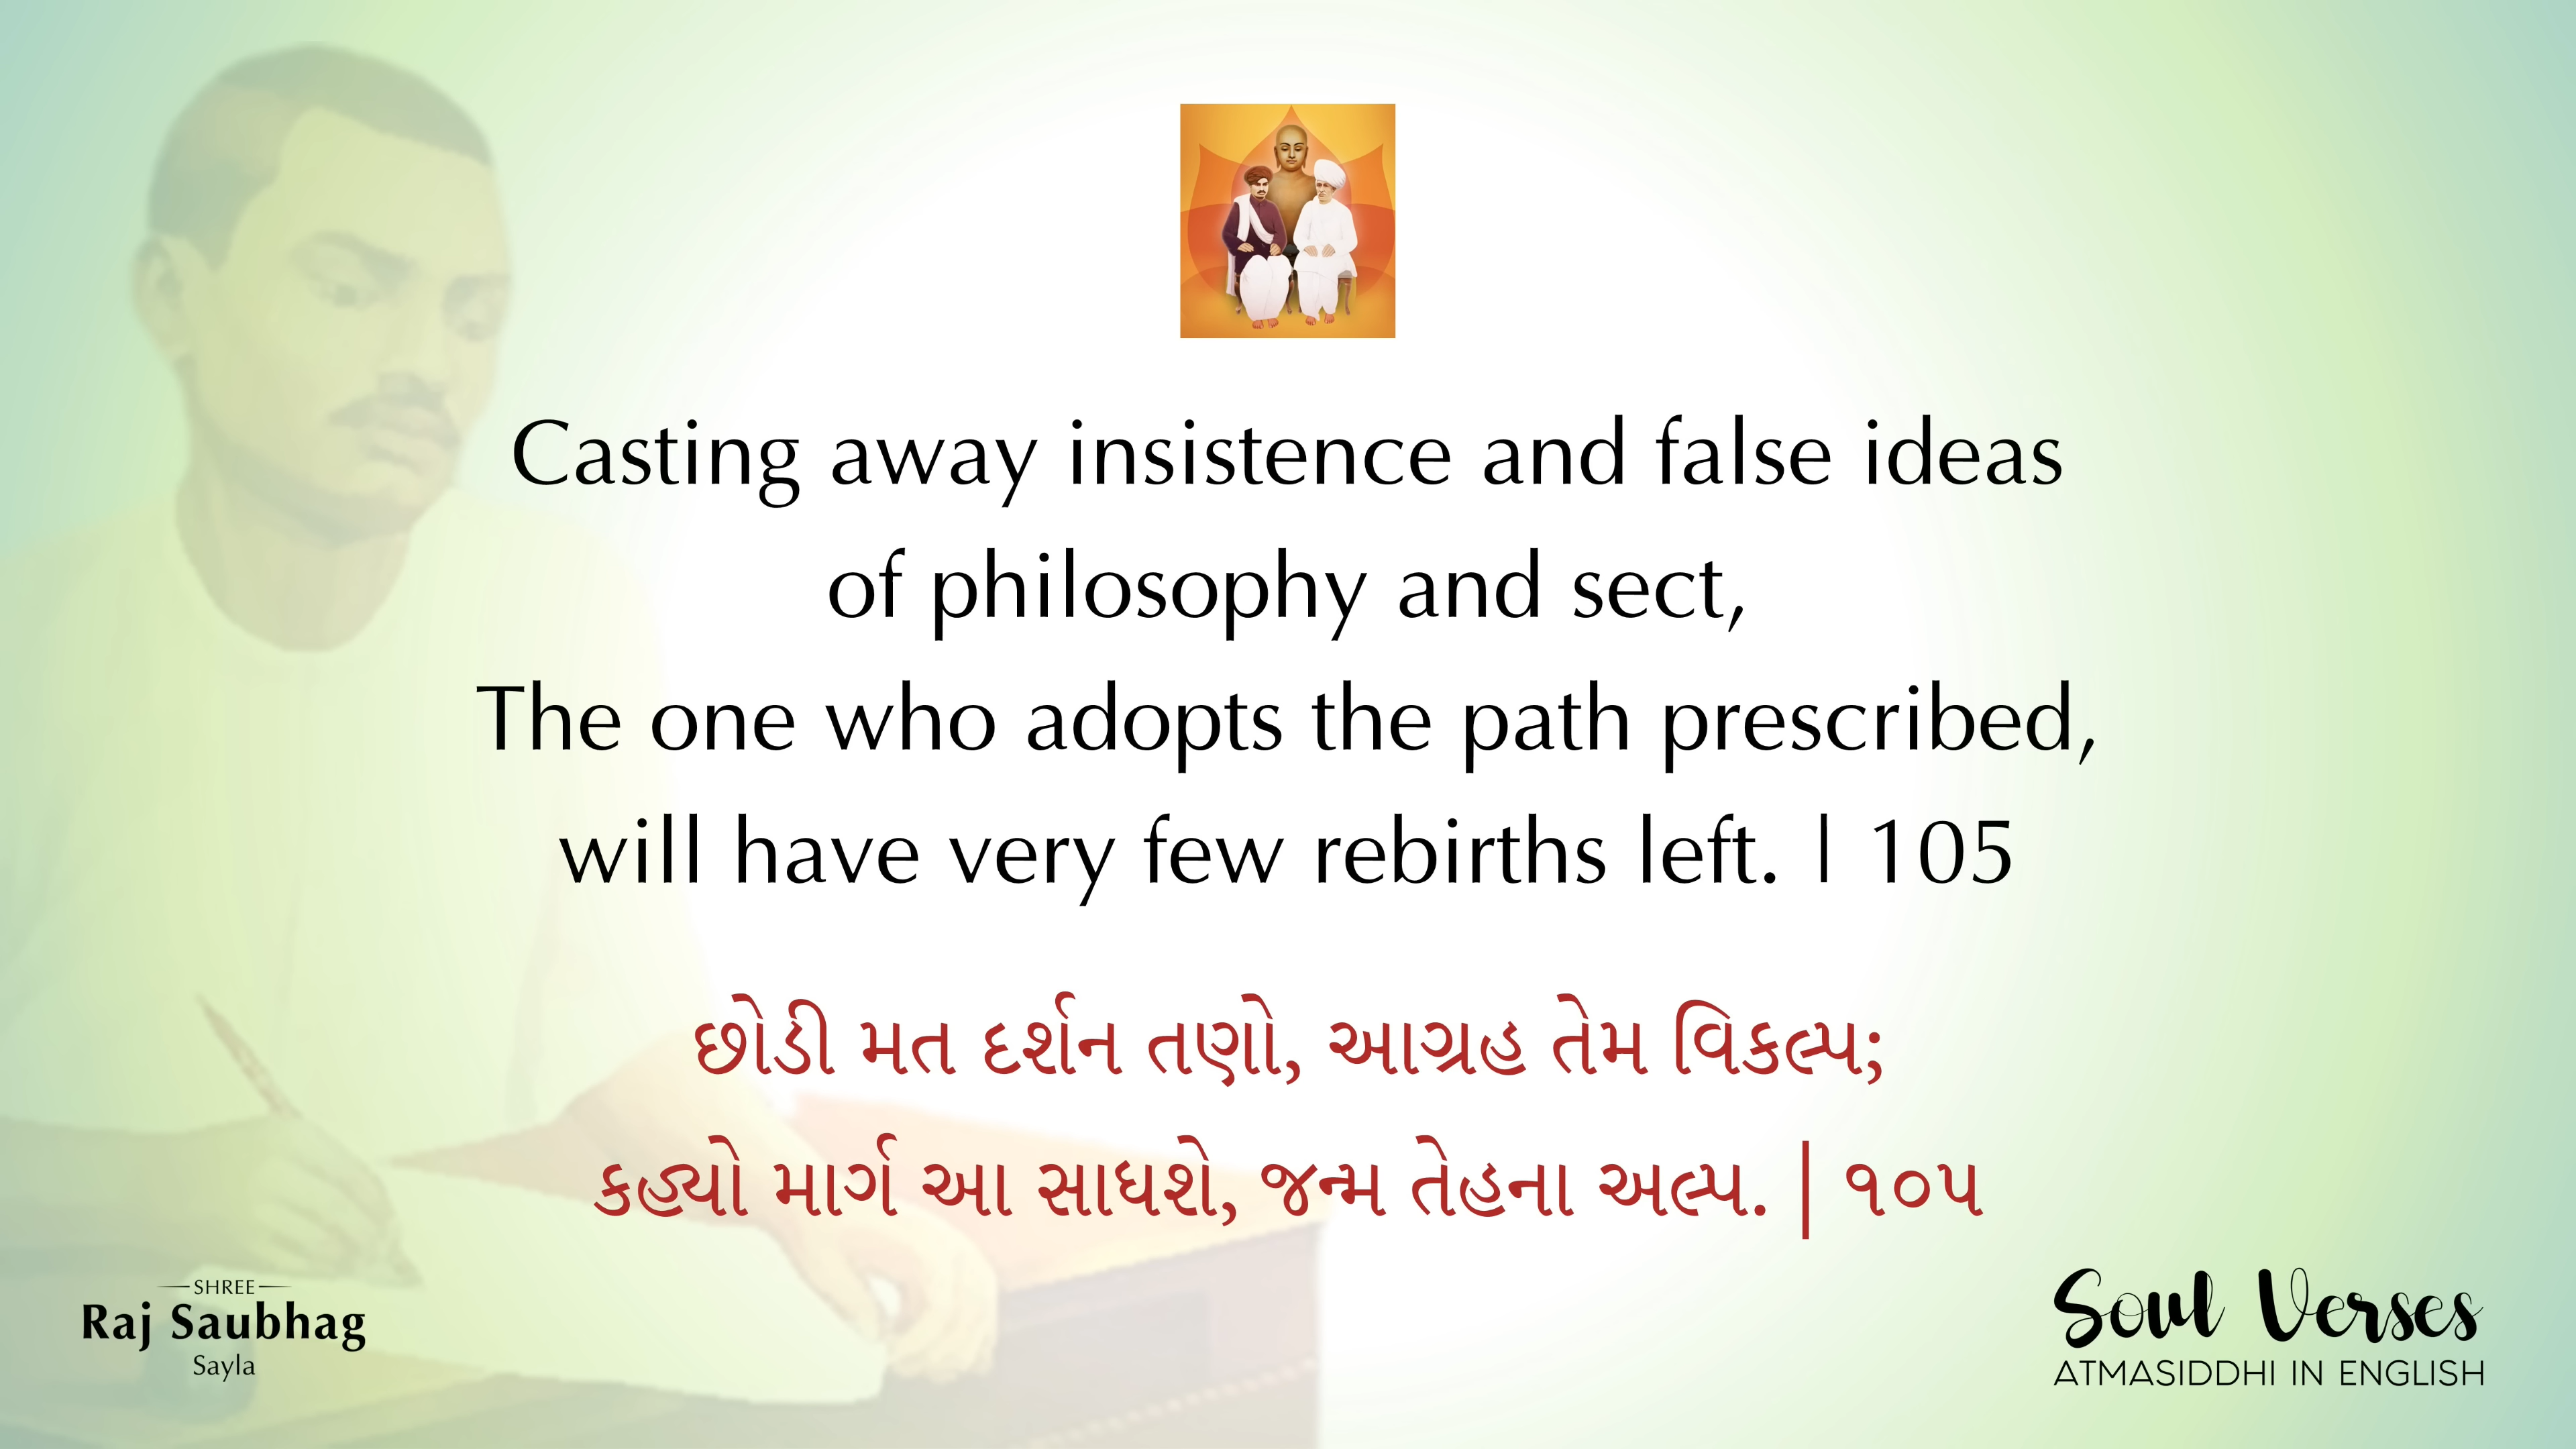 Casting away insistence and false ideas
of philosophy and sect,
The one who adopts the path prescribed,
will have very few rebirths left. | 105
છોડી મત દર્શન તણો, આગ્રહ તેમ વિકલ્પ;
કહ્યો માર્ગ આ સાધશે, જન્મ તેહના અલ્પ. | ૧૦૫
SHREE
Raj Saubhag
Sayla
Soul Verses
ATMASIDDHI IN ENGLISH